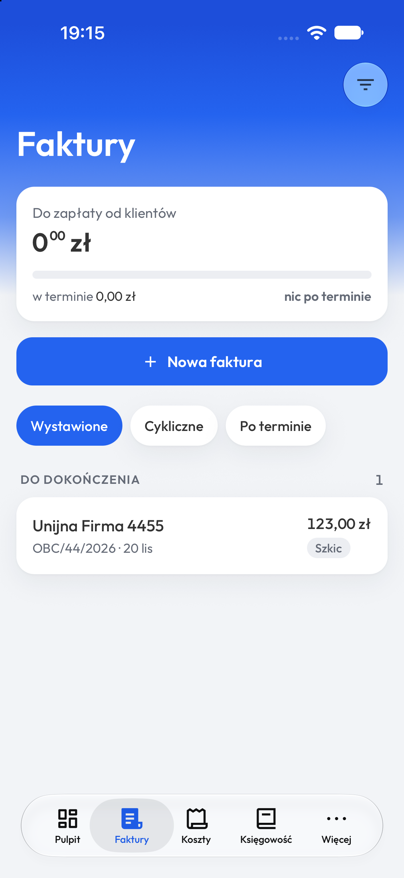 19:15
Faktury
Do zapłaty od klientów
0⁰⁰ zł
w terminie 0,00 zł
nic po terminie
+ Nowa faktura
Wystawione
Cykliczne
Po terminie
DO DOKOŃCZENIA
1
Unijna Firma 4455
123,00 zł
OBC/44/2026 · 20 lis
Szkic
Pulpit
Faktury
Koszty
Księgowość
Więcej